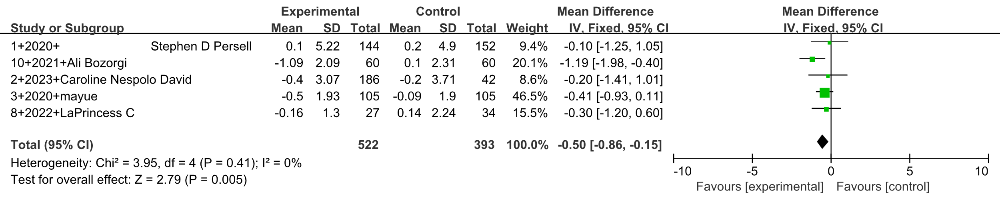 Experimental Control Mean Difference Mean Difference
Study or Subgroup Mean SD Total Mean SD Total Weight IV, Fixed, 95% CI IV, Fixed, 95% CI
1+2020+ Stephen D Persell 0.1 5.22 144 0.2 4.9 152 9.4% -0.10 [-1.25, 1.05]
10+2021+Ali Bozorgi -1.09 2.09 60 0.1 2.31 60 20.1% -1.19 [-1.98, -0.40]
2+2023+Caroline Nespolo David -0.4 3.07 186 -0.2 3.71 42 8.6% -0.20 [-1.41, 1.01]
3+2020+mayue -0.5 1.93 105 -0.09 1.9 105 46.5% -0.41 [-0.93, 0.11]
8+2022+LaPrincess C -0.16 1.3 27 0.14 2.24 34 15.5% -0.30 [-1.20, 0.60]
Total (95% CI) 522 393 100.0% -0.50 [-0.86, -0.15]
Heterogeneity: Chi² = 3.95, df = 4 (P = 0.41); I² = 0%
Test for overall effect: Z = 2.79 (P = 0.005)
-10 -5 0 5 10
Favours [experimental] Favours [control]